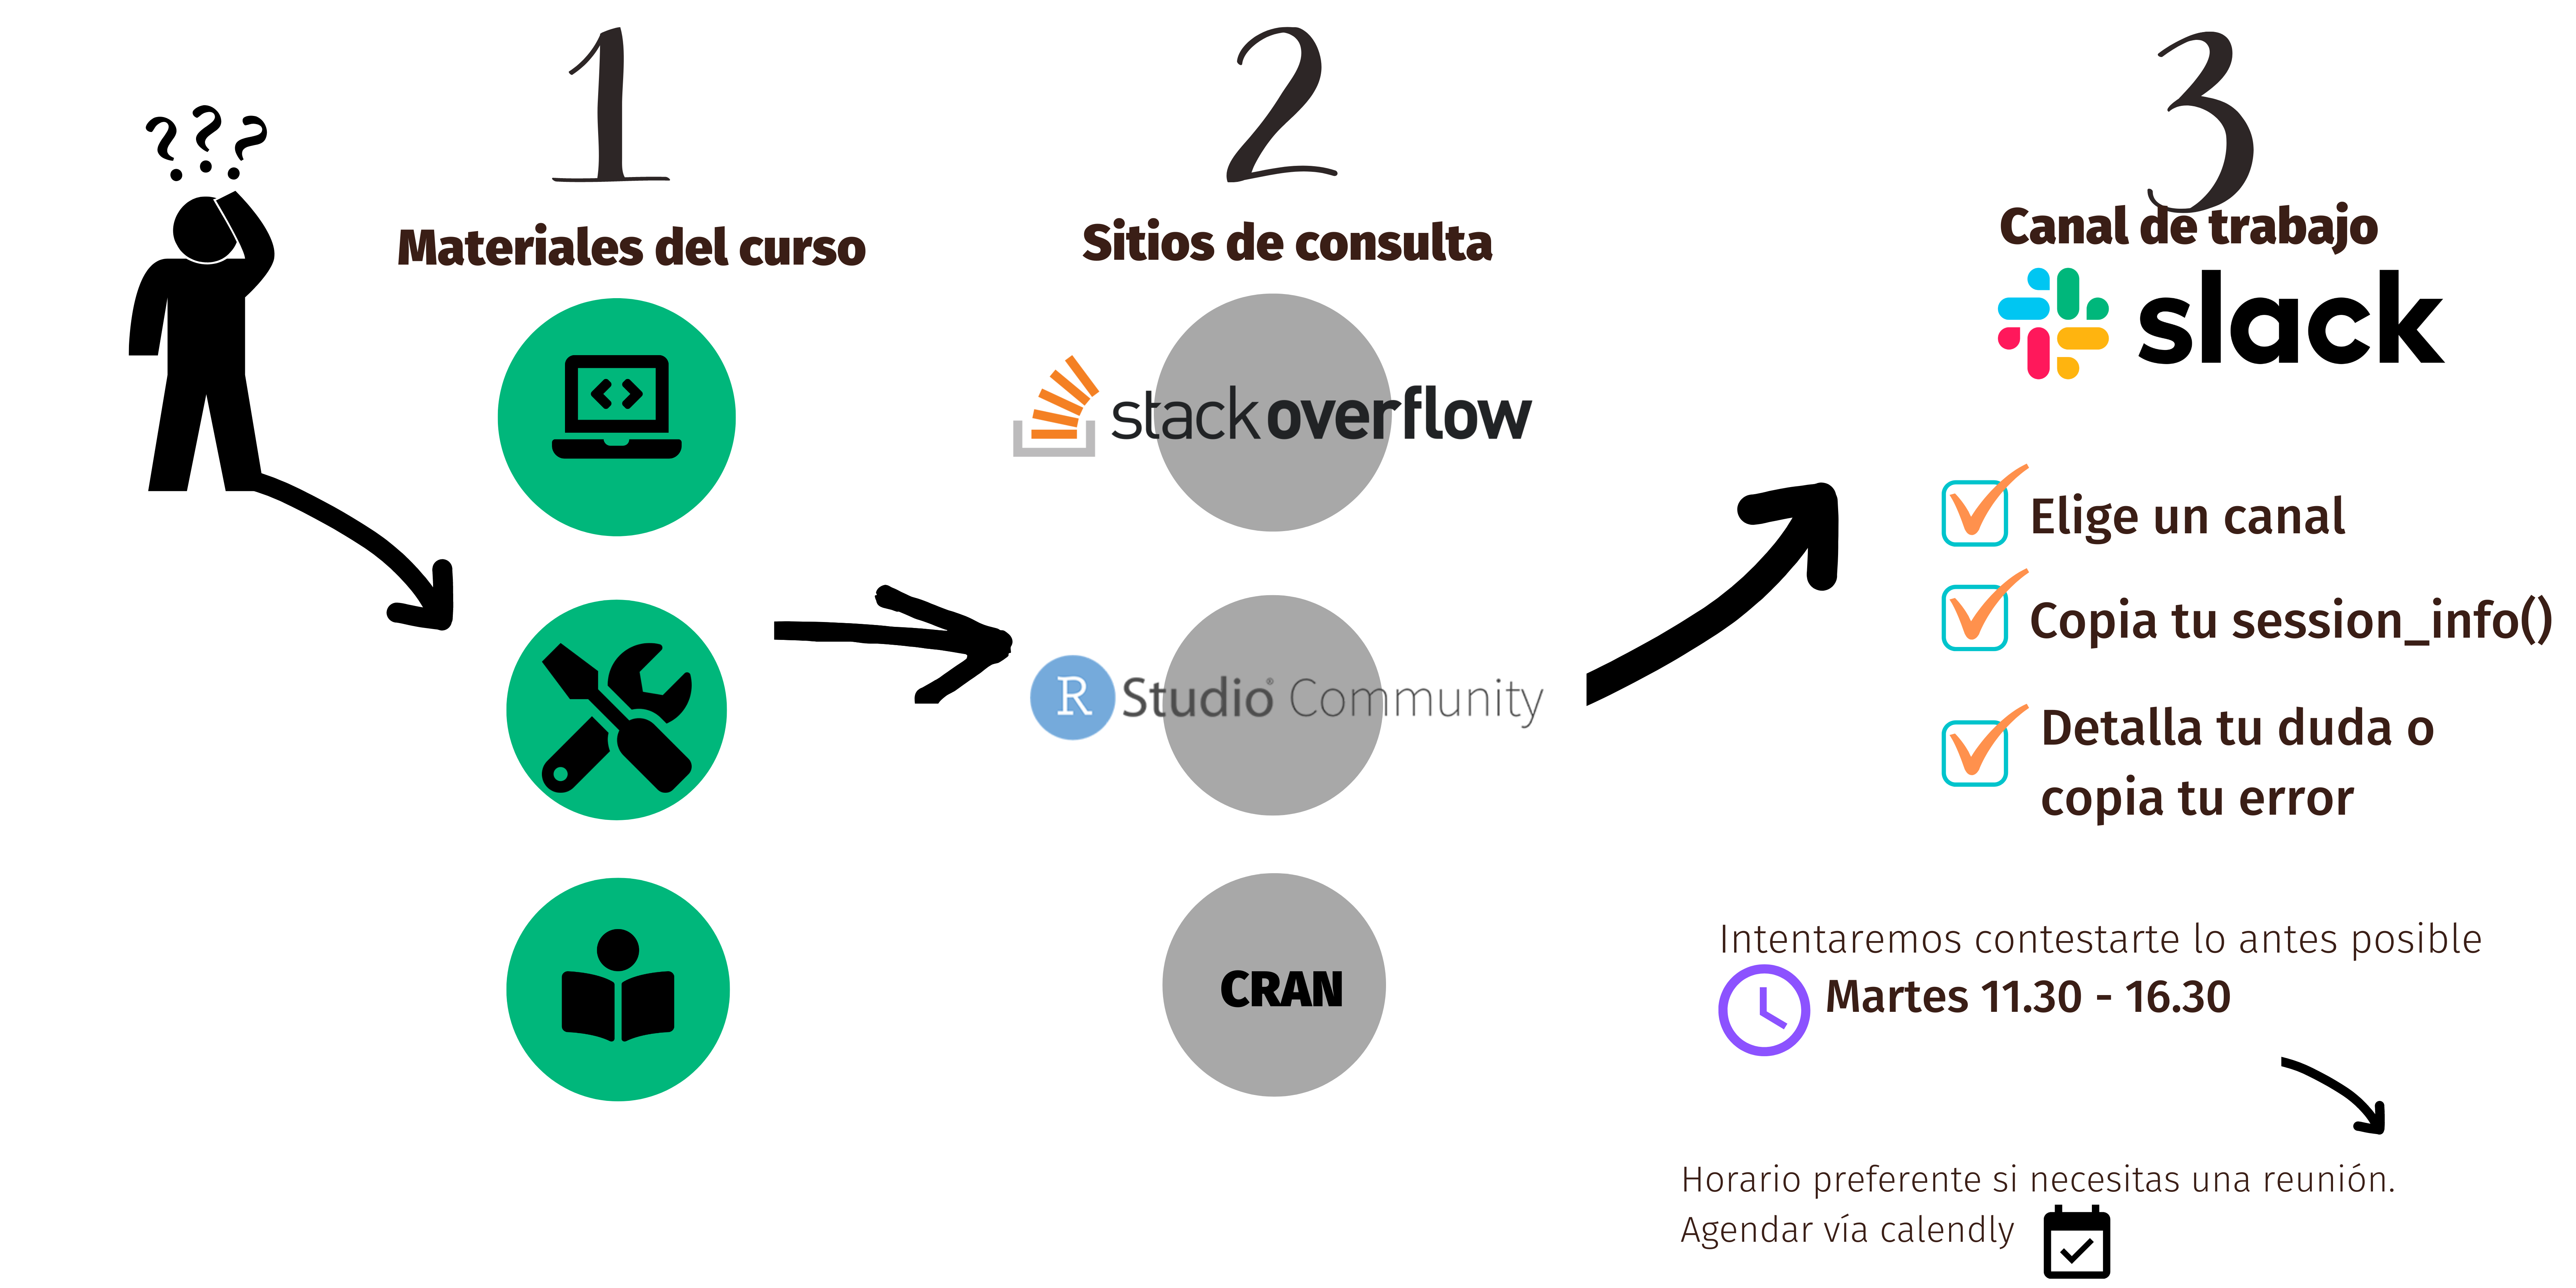 ???
1
Materiales del curso
2
Sitios de consulta
stackoverflow
R Studio® Community
CRAN
3
Canal de trabajo
slack
Elige un canal
Copia tu session_info()
Detalla tu duda o
copia tu error
Intentaremos contestarte lo antes posible
Martes 11.30 - 16.30
Horario preferente si necesitas una reunión.
Agendar vía calendly